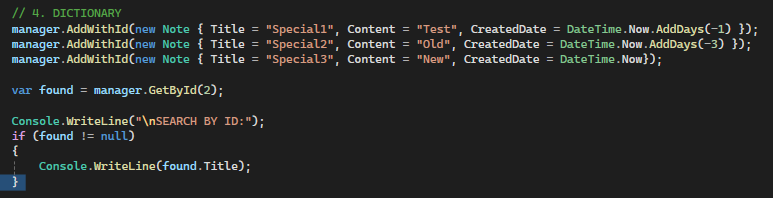 // 4. DICTIONARY
manager.AddWithId(new Note { Title = "Special1", Content = "Test", CreatedDate = DateTime.Now.AddDays(-1) });
manager.AddWithId(new Note { Title = "Special2", Content = "Old", CreatedDate = DateTime.Now.AddDays(-3) });
manager.AddWithId(new Note { Title = "Special3", Content = "New", CreatedDate = DateTime.Now});
var found = manager.GetById(2);
Console.WriteLine("\nSEARCH BY ID:");
if (found != null)
{
    Console.WriteLine(found.Title);
}